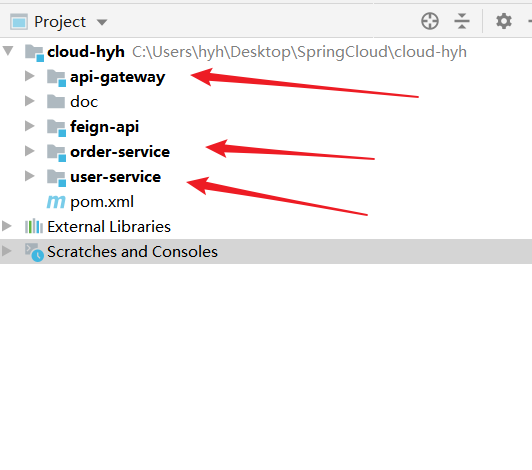 Project
cloud-hyh C:\Users\hyh\Desktop\SpringCloud\cloud-hyh
api-gateway
doc
feign-api
order-service
user-service
m pom.xml
External Libraries
Scratches and Consoles